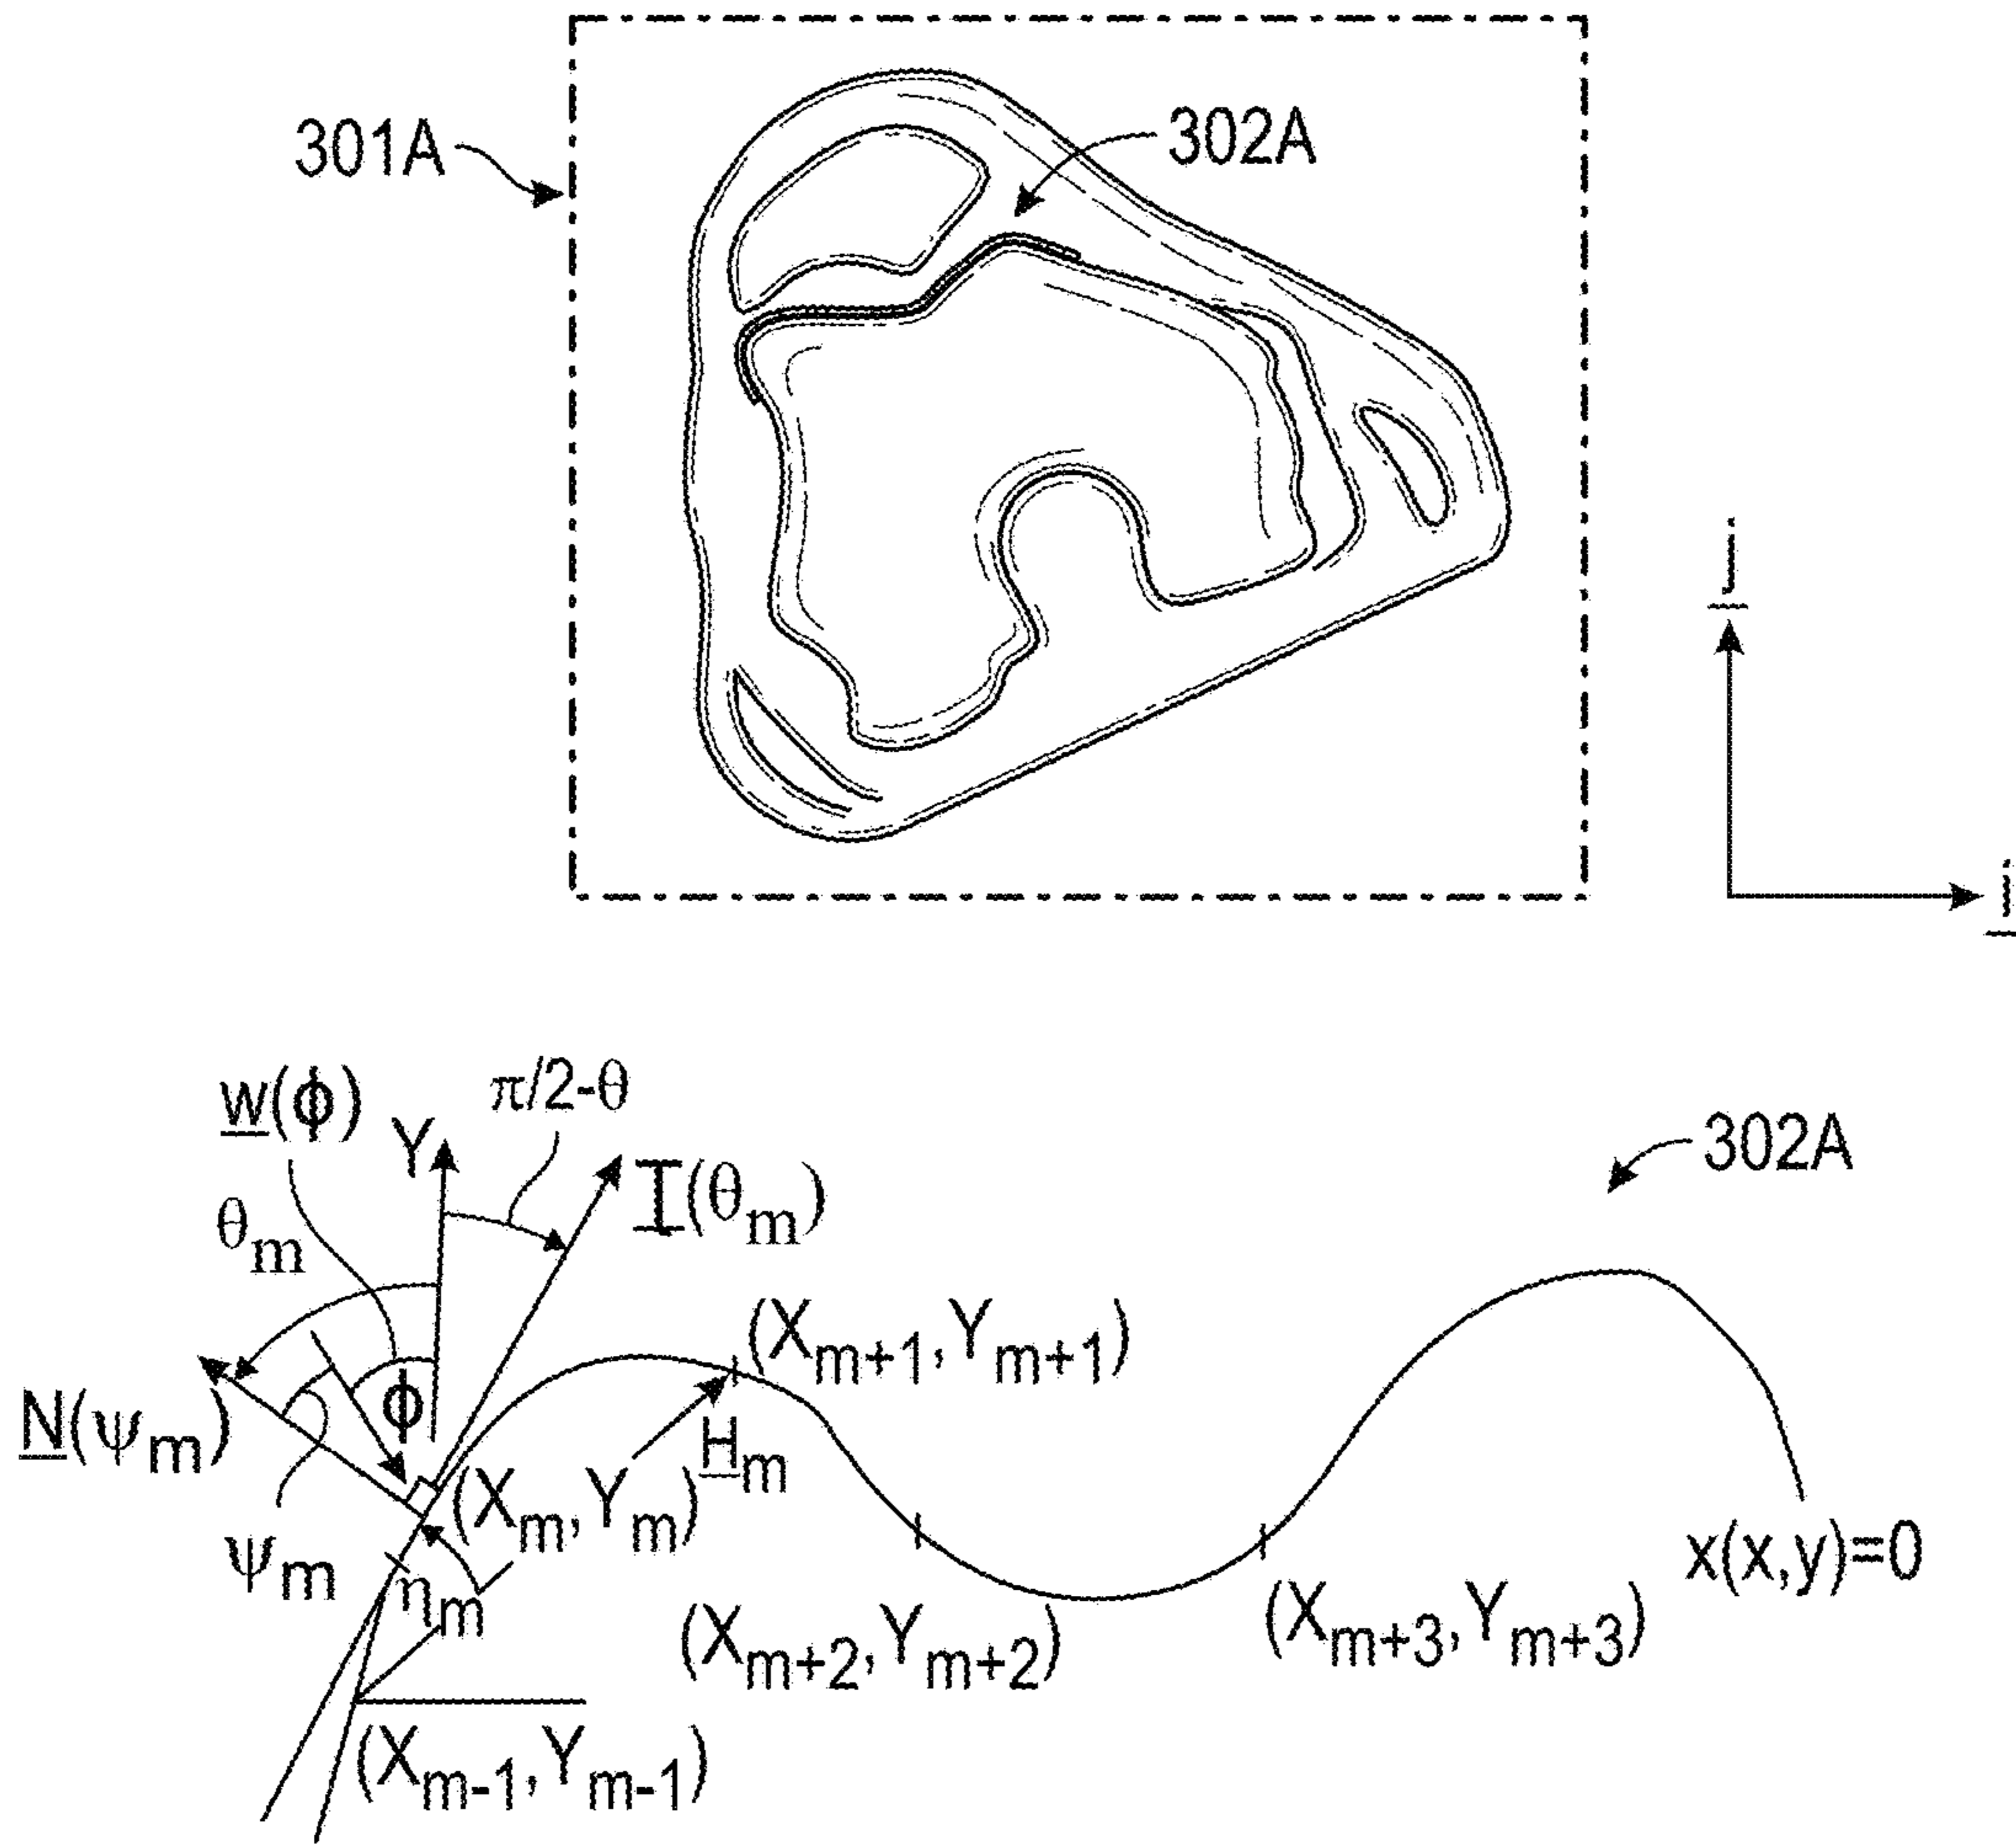 301A
302A
j
i
w(ϕ)
π/2-θ
Y
302A
I(θm)
θm
(Xm+1,Ym+1)
ϕ
N(ψm)
Hm
(Xm,Ym)
ψm
ηm
x(x,y)=0
(Xm+2,Ym+2)
(Xm+3,Ym+3)
(Xm-1,Ym-1)